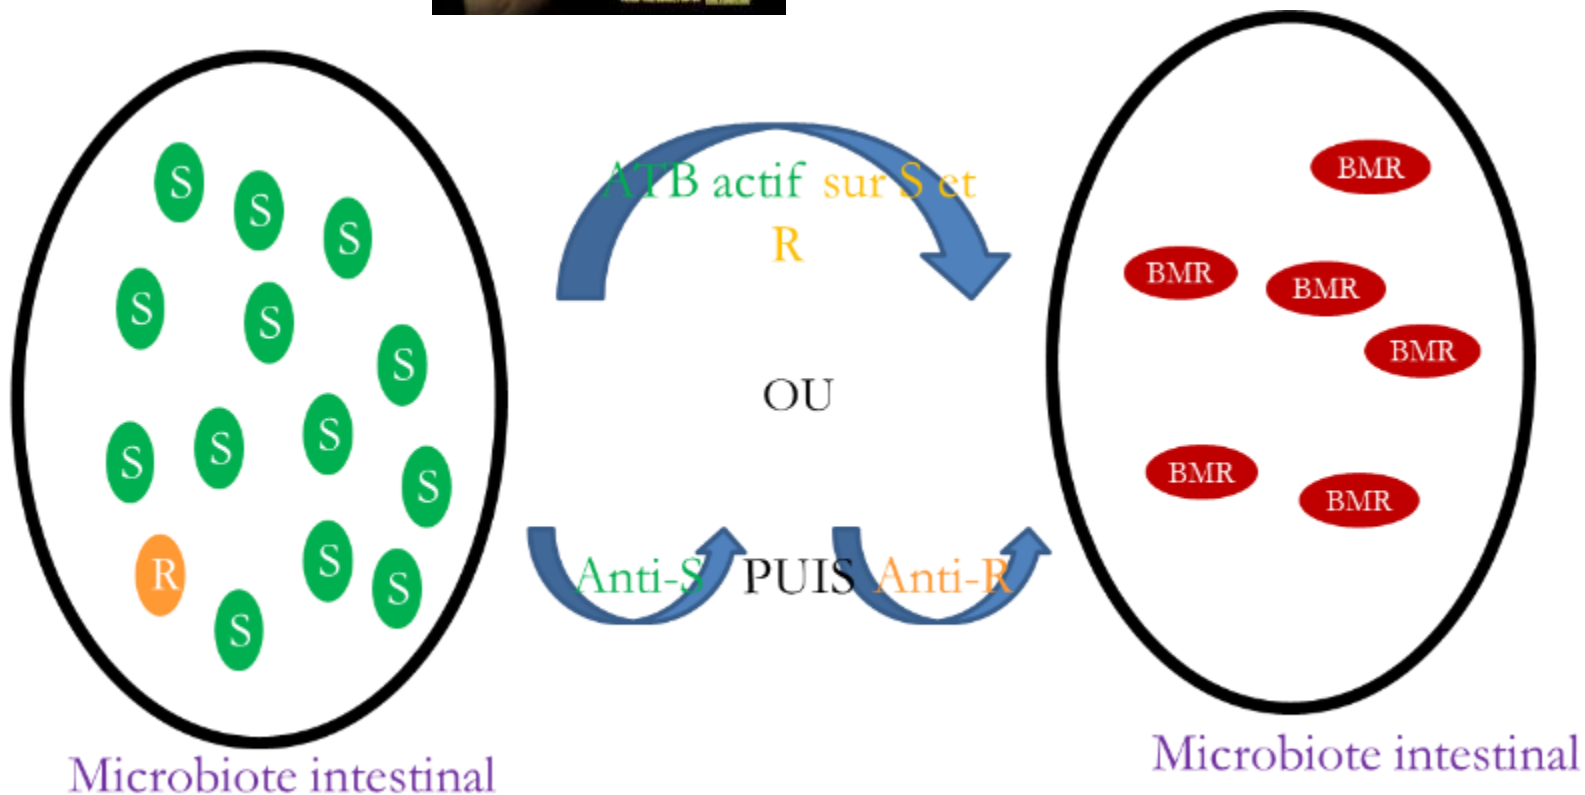 S
S
S
S
S
S
S
S
S
S
S
S
R
S
Microbiote intestinal
ATB actif sur S et
R
OU
Anti-S PUIS Anti-R
BMR
BMR
BMR
BMR
BMR
BMR
Microbiote intestinal